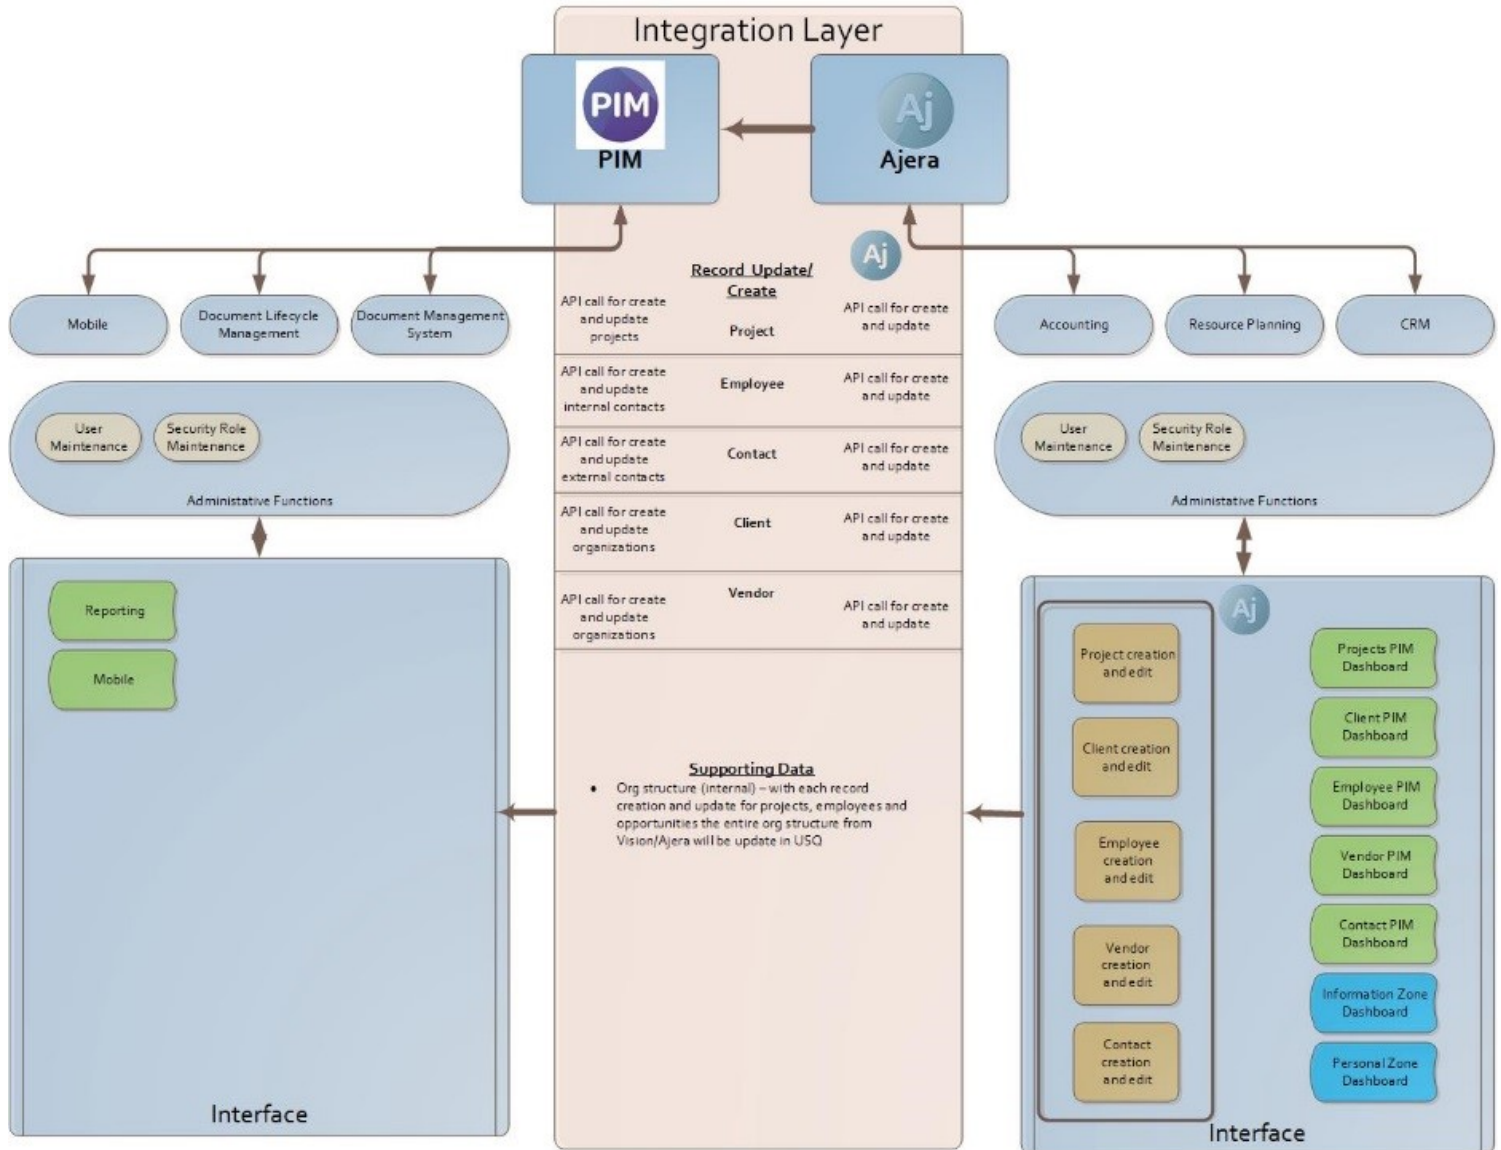 Integration Layer
PIM
PIM
Aj
Ajera
Mobile
Document Lifecycle
Management
Document Management
System
Aj
Accounting
Resource Planning
CRM
Record Update/
Create
API call for create
and update
projects
Project
API call for create
and update
API call for create
and update
internal contacts
Employee
API call for create
and update
API call for create
and update
external contacts
Contact
API call for create
and update
API call for create
and update
organizations
Client
API call for create
and update
API call for create
and update
organizations
Vendor
API call for create
and update
User
Maintenance
Security Role
Maintenance
Administative Functions
User
Maintenance
Security Role
Maintenance
Administative Functions
Reporting
Mobile
Interface
Supporting Data
• Org structure (internal) – with each record
creation and update for projects, employees and
opportunities the entire org structure from
Vision/Ajera will be update in USQ
Aj
Project creation
and edit
Client creation
and edit
Employee
creation
and edit
Vendor
creation
and edit
Contact
creation
and edit
Projects PIM
Dashboard
Client PIM
Dashboard
Employee PIM
Dashboard
Vendor PIM
Dashboard
Contact PIM
Dashboard
Information Zone
Dashboard
Personal Zone
Dashboard
Interface